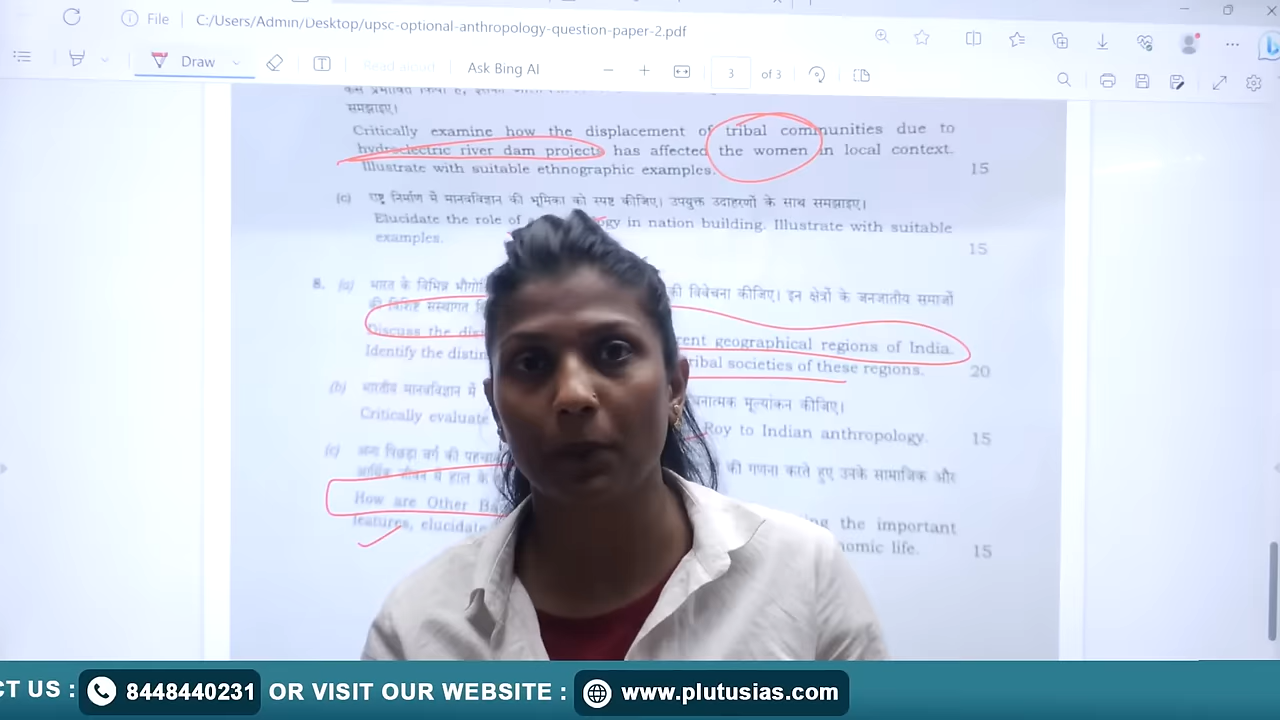 File C:/Users/Admin/Desktop/upsc-optional-anthropology-question-paper-2.pdf
Draw Read aloud Ask Bing AI 3 of 3
समझाइए।
Critically examine how the displacement of tribal communities due to
hydroelectric river dam projects has affected the women in local context.
Illustrate with suitable ethnographic examples. 15
(c) राष्ट्र निर्माण में मानवविज्ञान की भूमिका को स्पष्ट कीजिए। उपयुक्त उदाहरणों के साथ समझाइए।
Elucidate the role of in nation building. Illustrate with suitable
examples. 15
8. (a) भारत के विभिन्न की विवेचना कीजिए। इन क्षेत्रों के जनजातीय समाजों
की विशिष्ट संस्थागत
Discuss the geographical regions of India.
Identify the tribal societies of these regions. 20
(b) भारतीय मानवविज्ञान में मूल्यांकन कीजिए।
Critically evaluate Roy to Indian anthropology. 15
(c) अन्य पिछड़ा वर्ग की की गणना करते हुए उनके सामाजिक और
आर्थिक जीवन में हाल के
How are Other the important
features, elucidate life. 15
CT US : 8448440231 OR VISIT OUR WEBSITE : www.plutusias.com